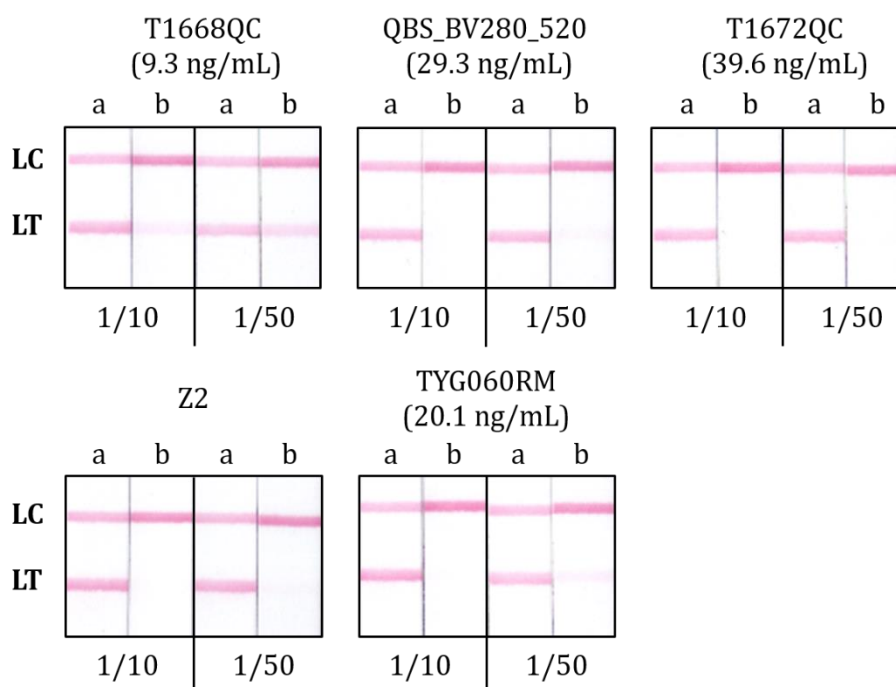 T1668QC
(9.3 ng/mL)
QBS_BV280_520
(29.3 ng/mL)
T1672QC
(39.6 ng/mL)
a b a b
a b a b
a b a b
LC
LT
1/10 1/50
1/10 1/50
1/10 1/50
Z2
TYG060RM
(20.1 ng/mL)
a b a b
a b a b
LC
LT
1/10 1/50
1/10 1/50